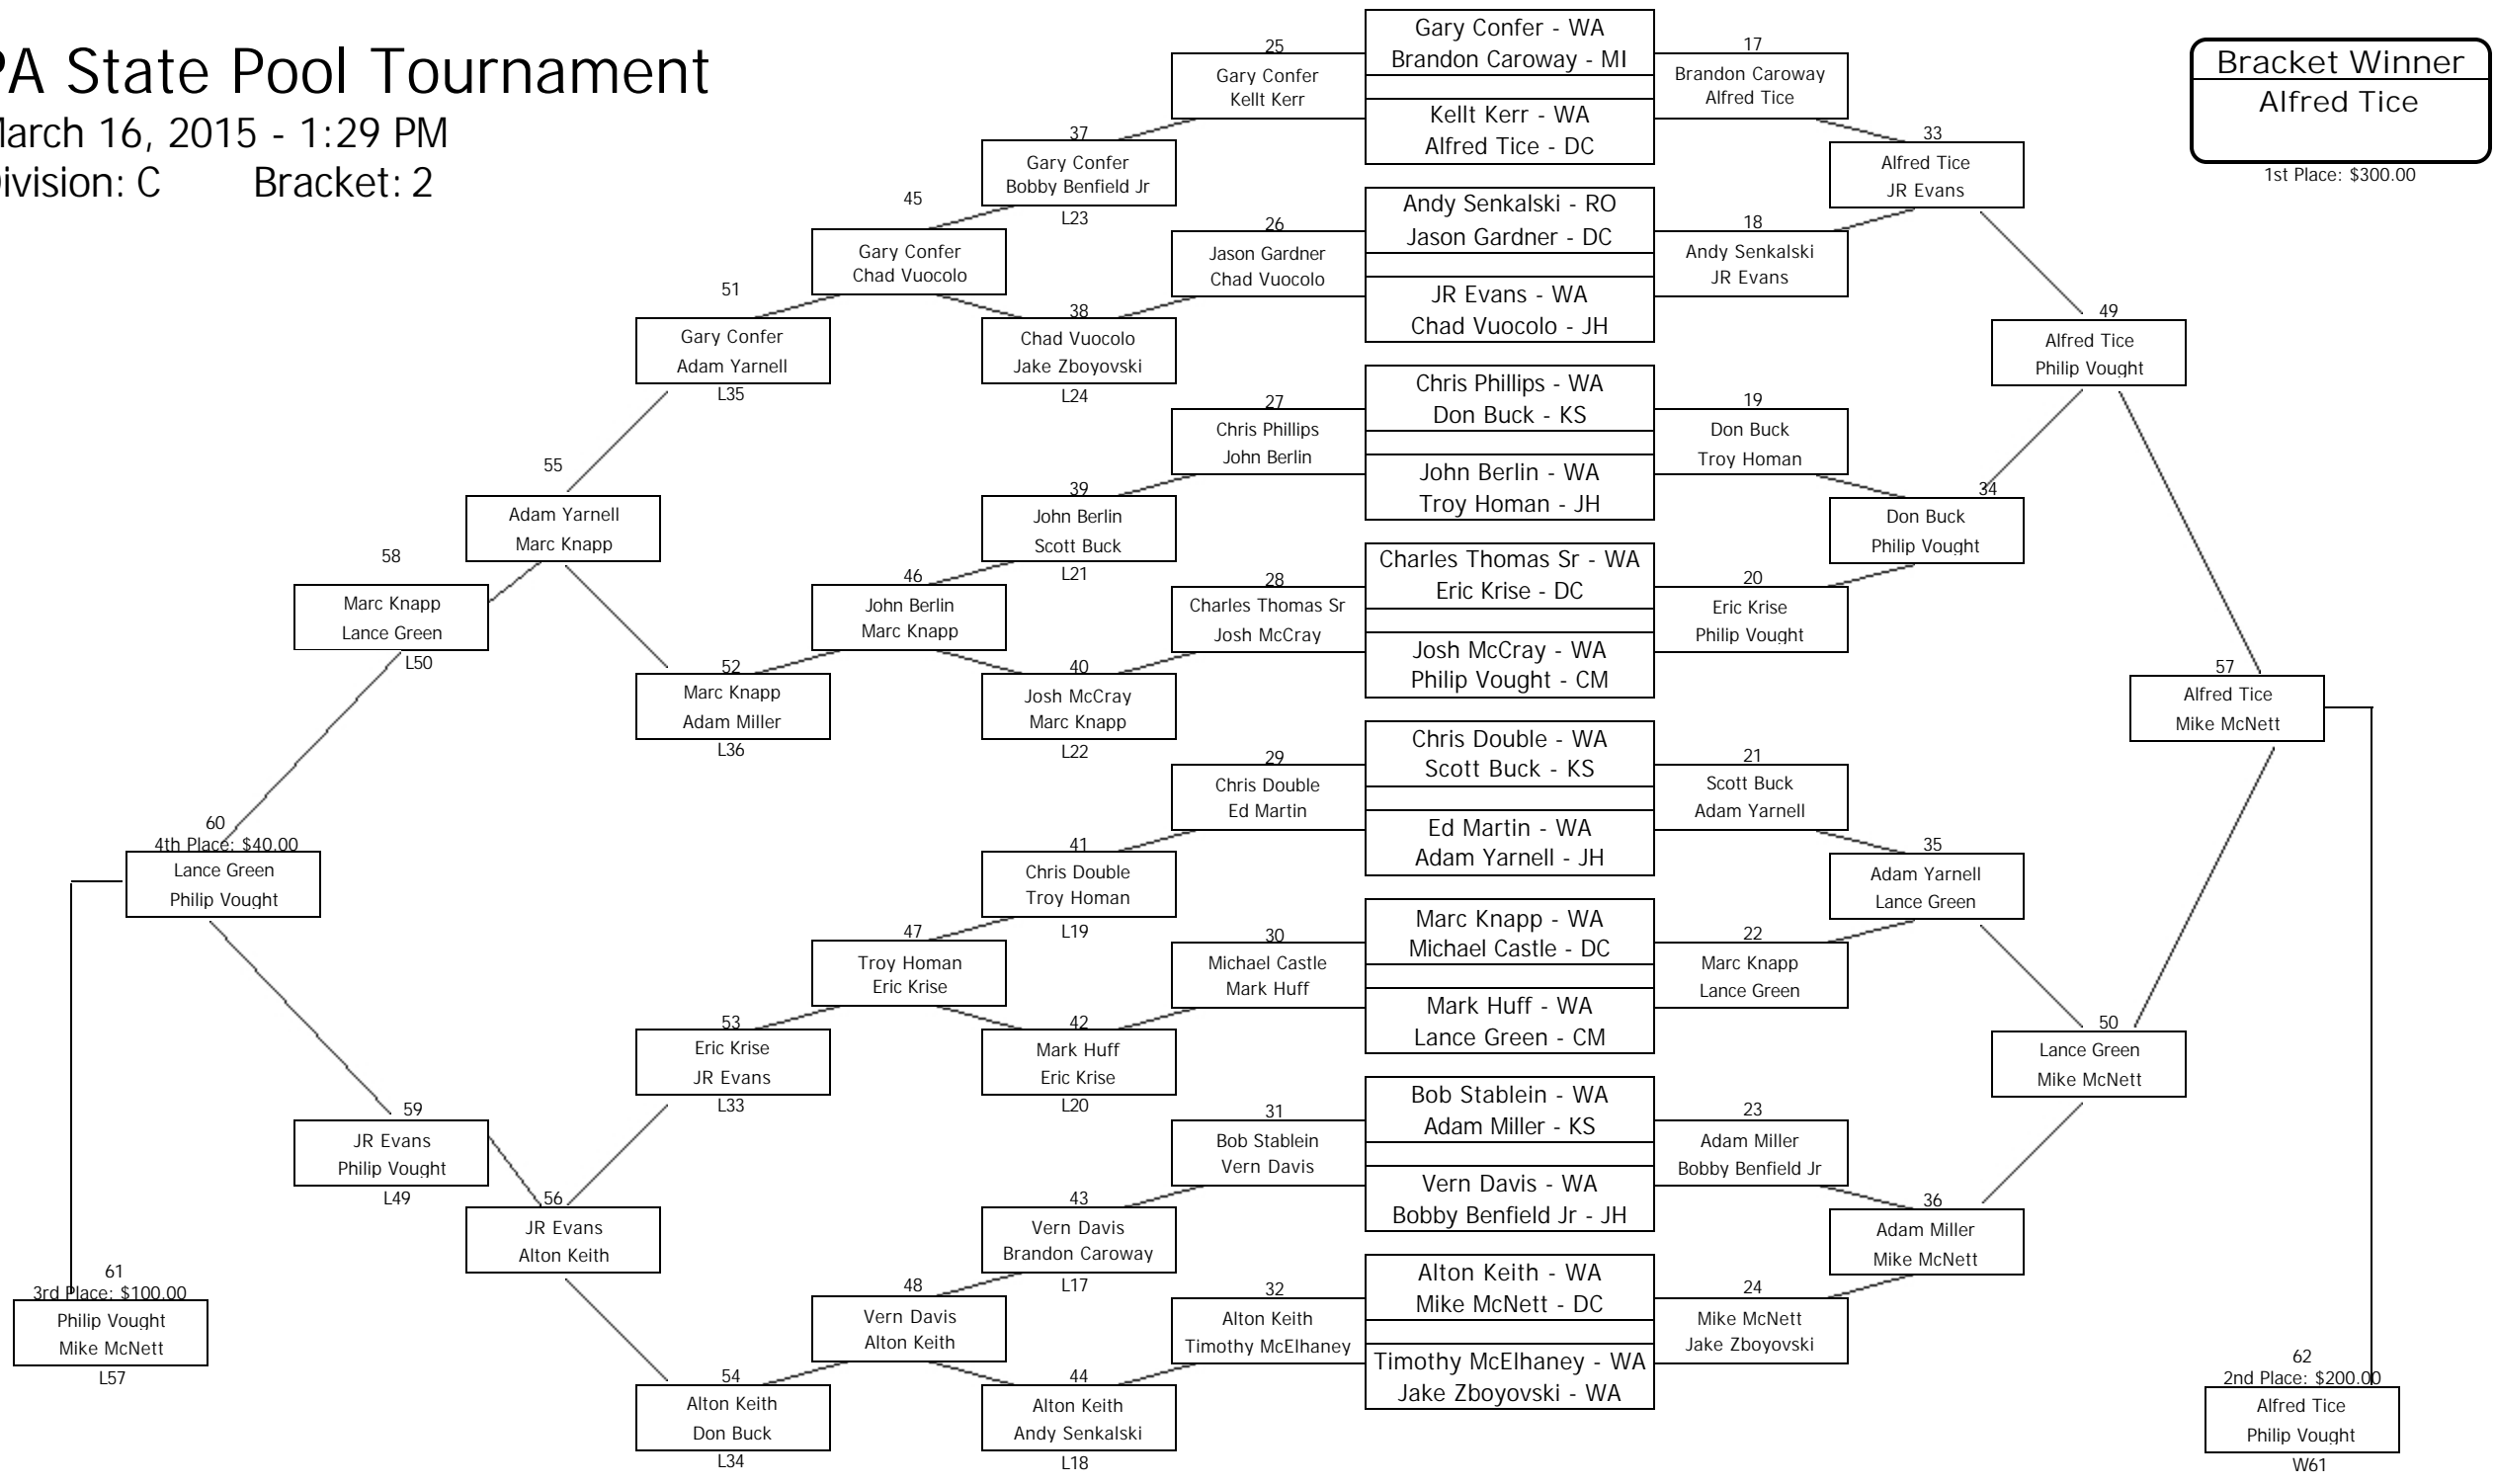 PA State Pool Tournament
March 16, 2015 - 1:29 PM
Division: C Bracket: 2
Bracket Winner
Alfred Tice
1st Place: $300.00
61
3rd Place: $100.00
Philip Vought
Mike McNett
L57
60
4th Place: $40.00
Lance Green
Philip Vought
58
Marc Knapp
Lance Green
L50
59
JR Evans
Philip Vought
L49
55
Adam Yarnell
Marc Knapp
56
JR Evans
Alton Keith
51
Gary Confer
Adam Yarnell
L35
52
Marc Knapp
Adam Miller
L36
53
Eric Krise
JR Evans
L33
54
Alton Keith
Don Buck
L34
45
Gary Confer
Chad Vuocolo
46
John Berlin
Marc Knapp
47
Troy Homan
Eric Krise
48
Vern Davis
Alton Keith
37
Gary Confer
Bobby Benfield Jr
L23
38
Chad Vuocolo
Jake Zboyovski
L24
39
John Berlin
Scott Buck
L21
40
Josh McCray
Marc Knapp
L22
41
Chris Double
Troy Homan
L19
42
Mark Huff
Eric Krise
L20
43
Vern Davis
Brandon Caroway
L17
44
Alton Keith
Andy Senkalski
L18
25
Gary Confer
Kellt Kerr
26
Jason Gardner
Chad Vuocolo
27
Chris Phillips
John Berlin
28
Charles Thomas Sr
Josh McCray
29
Chris Double
Ed Martin
30
Michael Castle
Mark Huff
31
Bob Stablein
Vern Davis
32
Alton Keith
Timothy McElhaney
Gary Confer - WA
Brandon Caroway - MI
Kellt Kerr - WA
Alfred Tice - DC
Andy Senkalski - RO
Jason Gardner - DC
JR Evans - WA
Chad Vuocolo - JH
Chris Phillips - WA
Don Buck - KS
John Berlin - WA
Troy Homan - JH
Charles Thomas Sr - WA
Eric Krise - DC
Josh McCray - WA
Philip Vought - CM
Chris Double - WA
Scott Buck - KS
Ed Martin - WA
Adam Yarnell - JH
Marc Knapp - WA
Michael Castle - DC
Mark Huff - WA
Lance Green - CM
Bob Stablein - WA
Adam Miller - KS
Vern Davis - WA
Bobby Benfield Jr - JH
Alton Keith - WA
Mike McNett - DC
Timothy McElhaney - WA
Jake Zboyovski - WA
17
Brandon Caroway
Alfred Tice
18
Andy Senkalski
JR Evans
19
Don Buck
Troy Homan
20
Eric Krise
Philip Vought
21
Scott Buck
Adam Yarnell
22
Marc Knapp
Lance Green
23
Adam Miller
Bobby Benfield Jr
24
Mike McNett
Jake Zboyovski
33
Alfred Tice
JR Evans
34
Don Buck
Philip Vought
35
Adam Yarnell
Lance Green
36
Adam Miller
Mike McNett
49
Alfred Tice
Philip Vought
50
Lance Green
Mike McNett
57
Alfred Tice
Mike McNett
62
2nd Place: $200.00
Alfred Tice
Philip Vought
W61